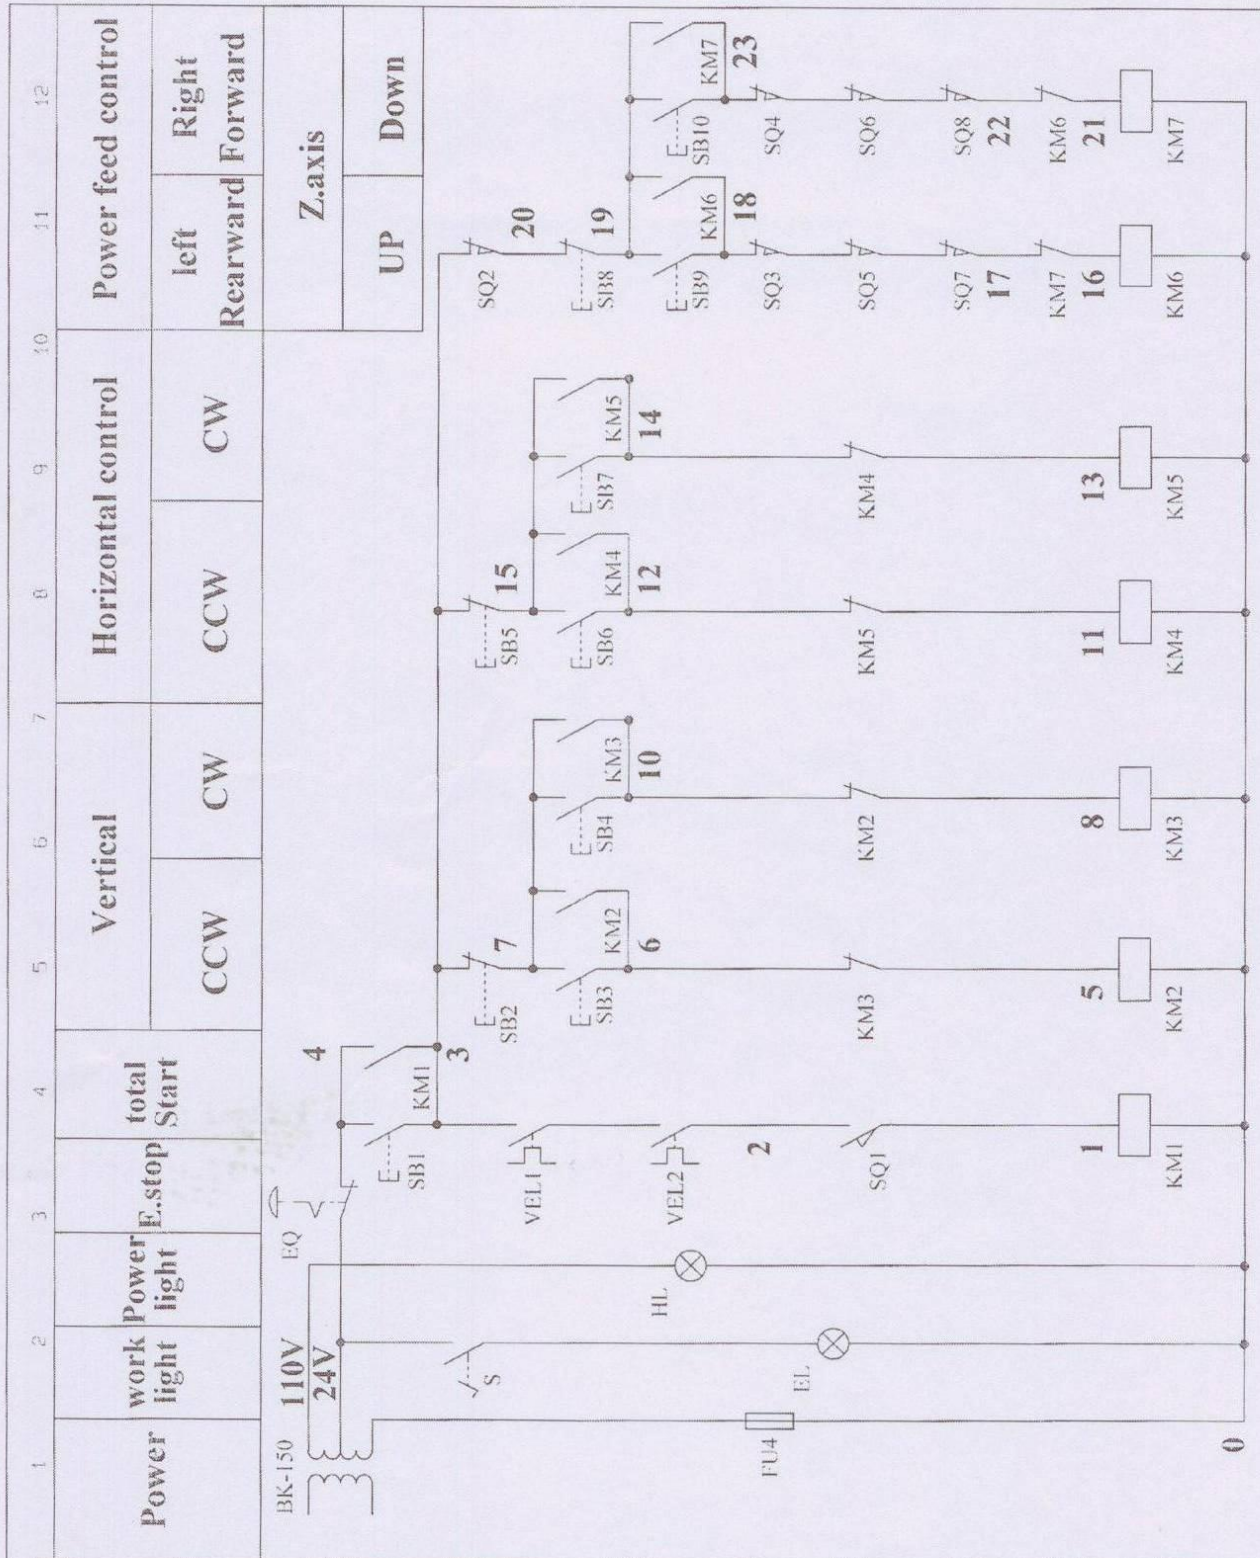 1 2 3 4 5 6 7 8 9 10 11 12
Power
work
light
Power
light
E.stop
total
Start
Vertical
Horizontal control
Power feed control
CCW
CW
CCW
CW
left
Rearward
Right
Forward
Z.axis
UP
Down
BK-150
110V
24V
EQ
4
SB1
KM1
3
S
SB2
7
SB5
15
SQ2
20
SB8
19
VEL1
SB3
KM2
6
SB4
KM3
10
SB6
KM4
12
SB7
KM5
14
SB9
KM6
18
SB10
KM7
23
HL
VEL2
2
SQ3
SQ4
FU4
EL
SQ1
KM3
KM2
KM5
KM4
SQ5
SQ6
SQ7
17
SQ8
22
KM7
KM6
1
5
8
11
13
16
21
KM1
KM2
KM3
KM4
KM5
KM6
KM7
0